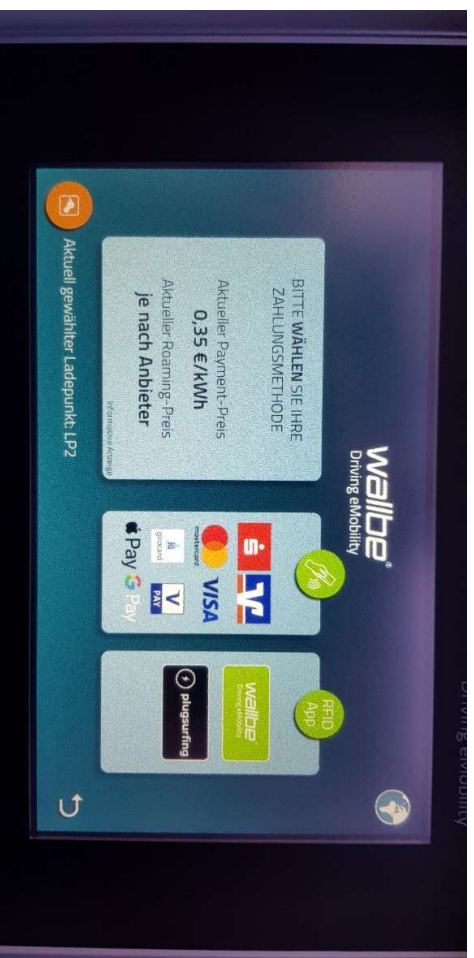 Driving eMobility
wallbe®
Driving eMobility
BITTE WÄHLEN SIE IHRE
ZAHLUNGSMETHODE
Aktueller Payment-Preis
0,35 €/kWh
Aktueller Roaming-Preis
je nach Anbieter
Informative Anzeige
mastercard
VISA
girocard
V PAY
Pay G Pay
RFID
App
wallbe
Driving eMobility
plugsurfing
Aktuell gewählter Ladepunkt: LP2